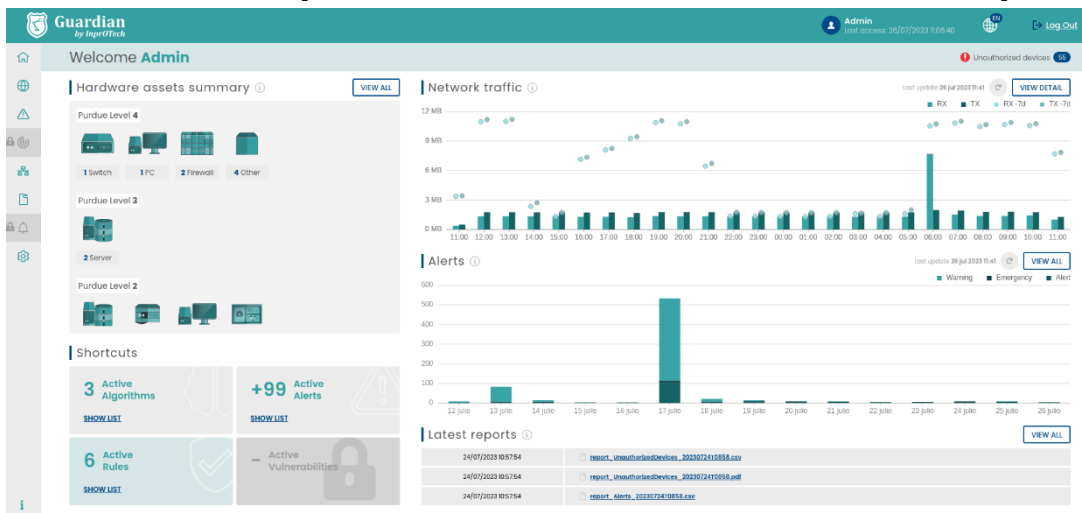 Guardian
by InprOTech
Admin
Last access: 26/07/2023 11:06:40
EN
Log Out
Welcome Admin
Unauthorized devices 55
Hardware assets summary
VIEW ALL
Purdue Level 4
1 Switch
1 PC
2 Firewall
4 Other
Purdue Level 3
2 Server
Purdue Level 2
Shortcuts
3 Active Algorithms
SHOW LIST
+99 Active Alerts
SHOW LIST
6 Active Rules
SHOW LIST
- Active Vulnerabilities
Network traffic
Last update 26 jul 2023 11:41
VIEW DETAIL
RX TX RX -7d TX -7d
12 MB
9 MB
6 MB
3 MB
0 MB
11:00 12:00 13:00 14:00 15:00 16:00 17:00 18:00 19:00 20:00 21:00 22:00 23:00 00:00 01:00 02:00 03:00 04:00 05:00 06:00 07:00 08:00 09:00 10:00 11:00
Alerts
Last update 26 jul 2023 11:41
VIEW ALL
Warning Emergency Alert
600
500
400
300
200
100
0
12 julio 13 julio 14 julio 15 julio 16 julio 17 julio 18 julio 19 julio 20 julio 21 julio 22 julio 23 julio 24 julio 25 julio 26 julio
Latest reports
VIEW ALL
24/07/2023 10:57:54 report_UnauthorizedDevices_2023072410858.csv
24/07/2023 10:57:54 report_UnauthorizedDevices_2023072410858.pdf
24/07/2023 10:57:54 report_Alerts_2023072410858.csv
i